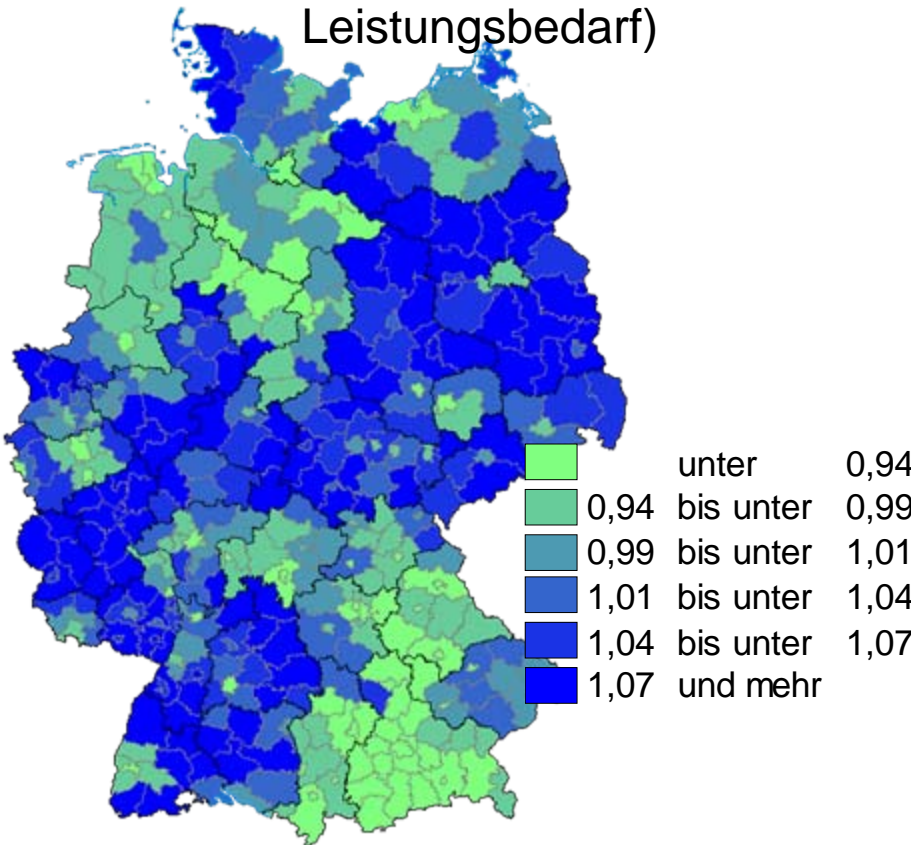 Leistungsbedarf)
unter 0,94
0,94 bis unter 0,99
0,99 bis unter 1,01
1,01 bis unter 1,04
1,04 bis unter 1,07
1,07 und mehr